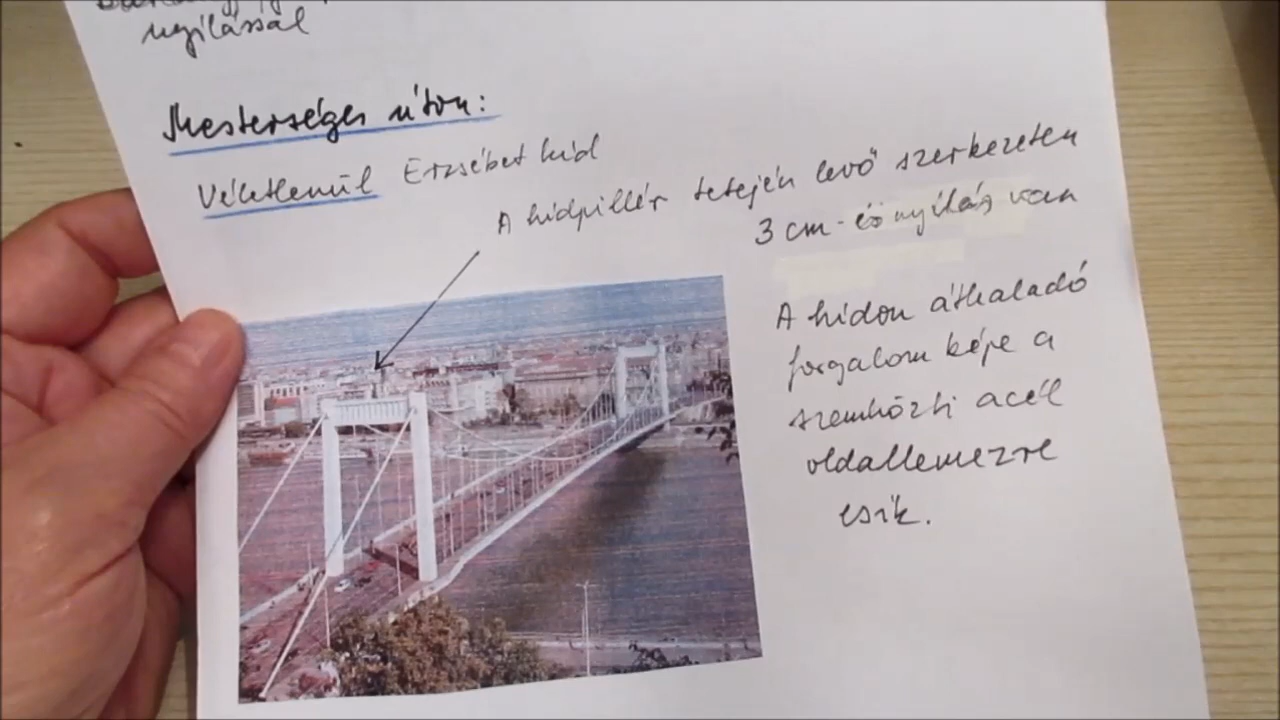 nyílással
Mesterséges úton:
Véletlenül Erzsébet híd
A hídpillér tetején levő szerkezeten
3 cm-es nyílás van
A hídon áthaladó
forgalom képe a
szemközti acél
oldallemezre
esik.